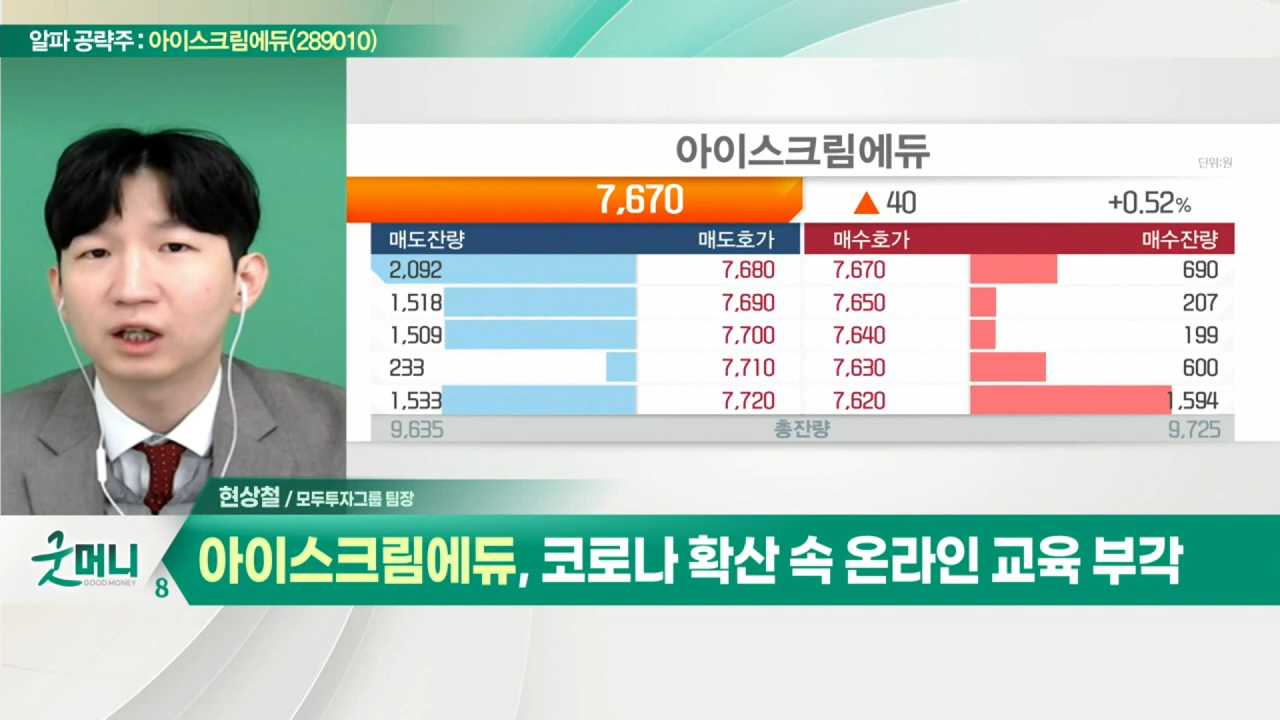 알파 공략주 : 아이스크림에듀(289010)
아이스크림에듀
단위:원
7,670 ▲ 40 +0.52%
매도잔량 매도호가 매수호가 매수잔량
2,092 7,680 7,670 690
1,518 7,690 7,650 207
1,509 7,700 7,640 199
233 7,710 7,630 600
1,533 7,720 7,620 1,594
9,635 총잔량 9,725
현상철 / 모두투자그룹 팀장
굿머니
GOOD MONEY
8
아이스크림에듀, 코로나 확산 속 온라인 교육 부각